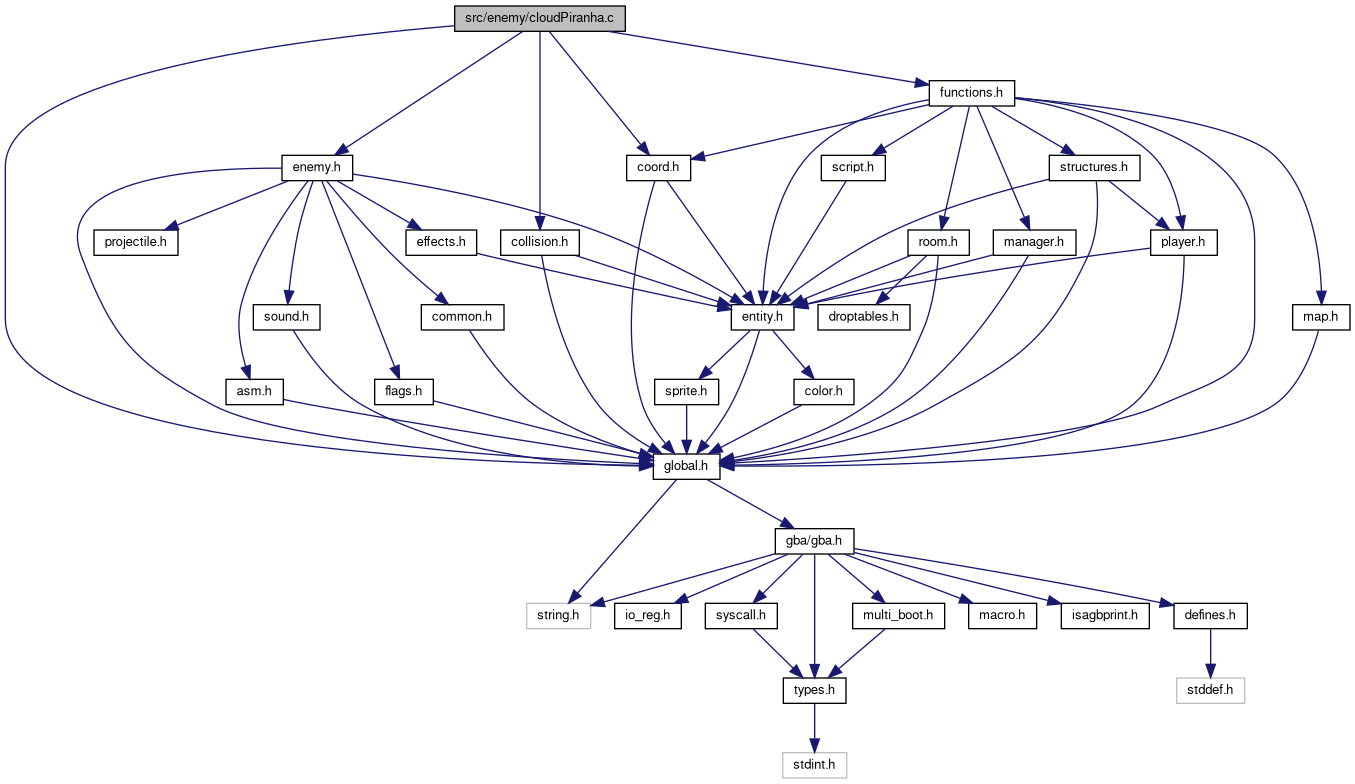 src/enemy/cloudPiranha.c
functions.h
enemy.h
coord.h
script.h
structures.h
projectile.h
effects.h
collision.h
room.h
manager.h
player.h
sound.h
common.h
entity.h
droptables.h
map.h
asm.h
flags.h
sprite.h
color.h
global.h
gba/gba.h
string.h
io_reg.h
syscall.h
multi_boot.h
macro.h
isagbprint.h
defines.h
types.h
stddef.h
stdint.h